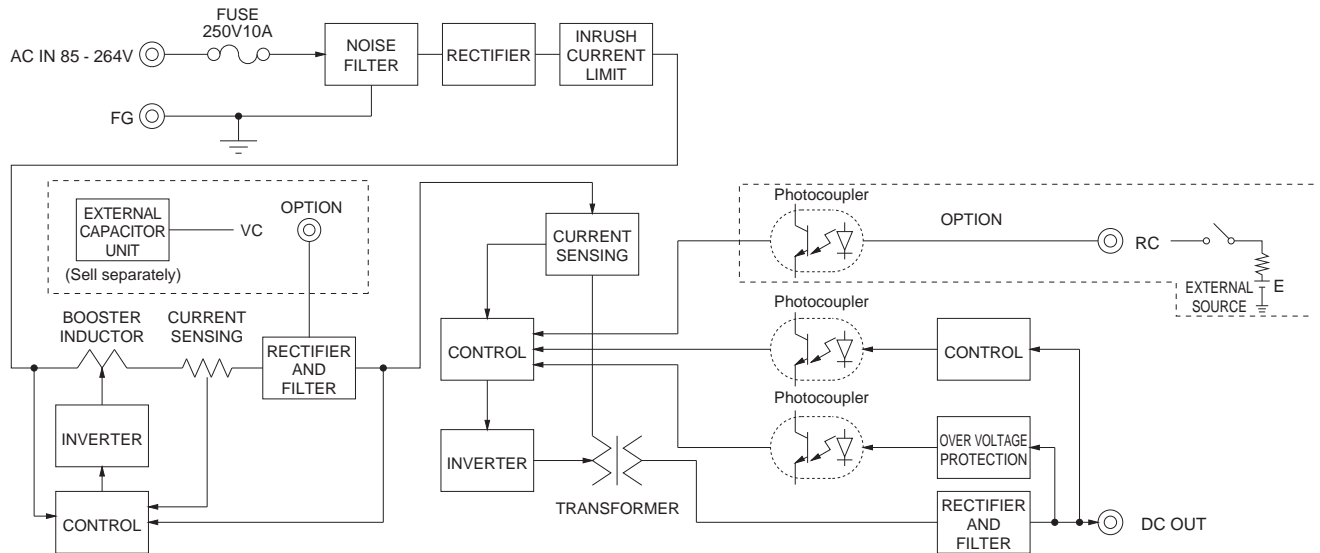 FUSE
250V10A
AC IN 85 - 264V
NOISE
FILTER
RECTIFIER
INRUSH
CURRENT
LIMIT
FG
EXTERNAL
CAPACITOR
UNIT
(Sell separately)
VC
OPTION
CURRENT
SENSING
Photocoupler
OPTION
RC
EXTERNAL
SOURCE
E
BOOSTER
INDUCTOR
CURRENT
SENSING
RECTIFIER
AND
FILTER
CONTROL
Photocoupler
CONTROL
INVERTER
CONTROL
INVERTER
TRANSFORMER
Photocoupler
OVER VOLTAGE
PROTECTION
RECTIFIER
AND
FILTER
DC OUT